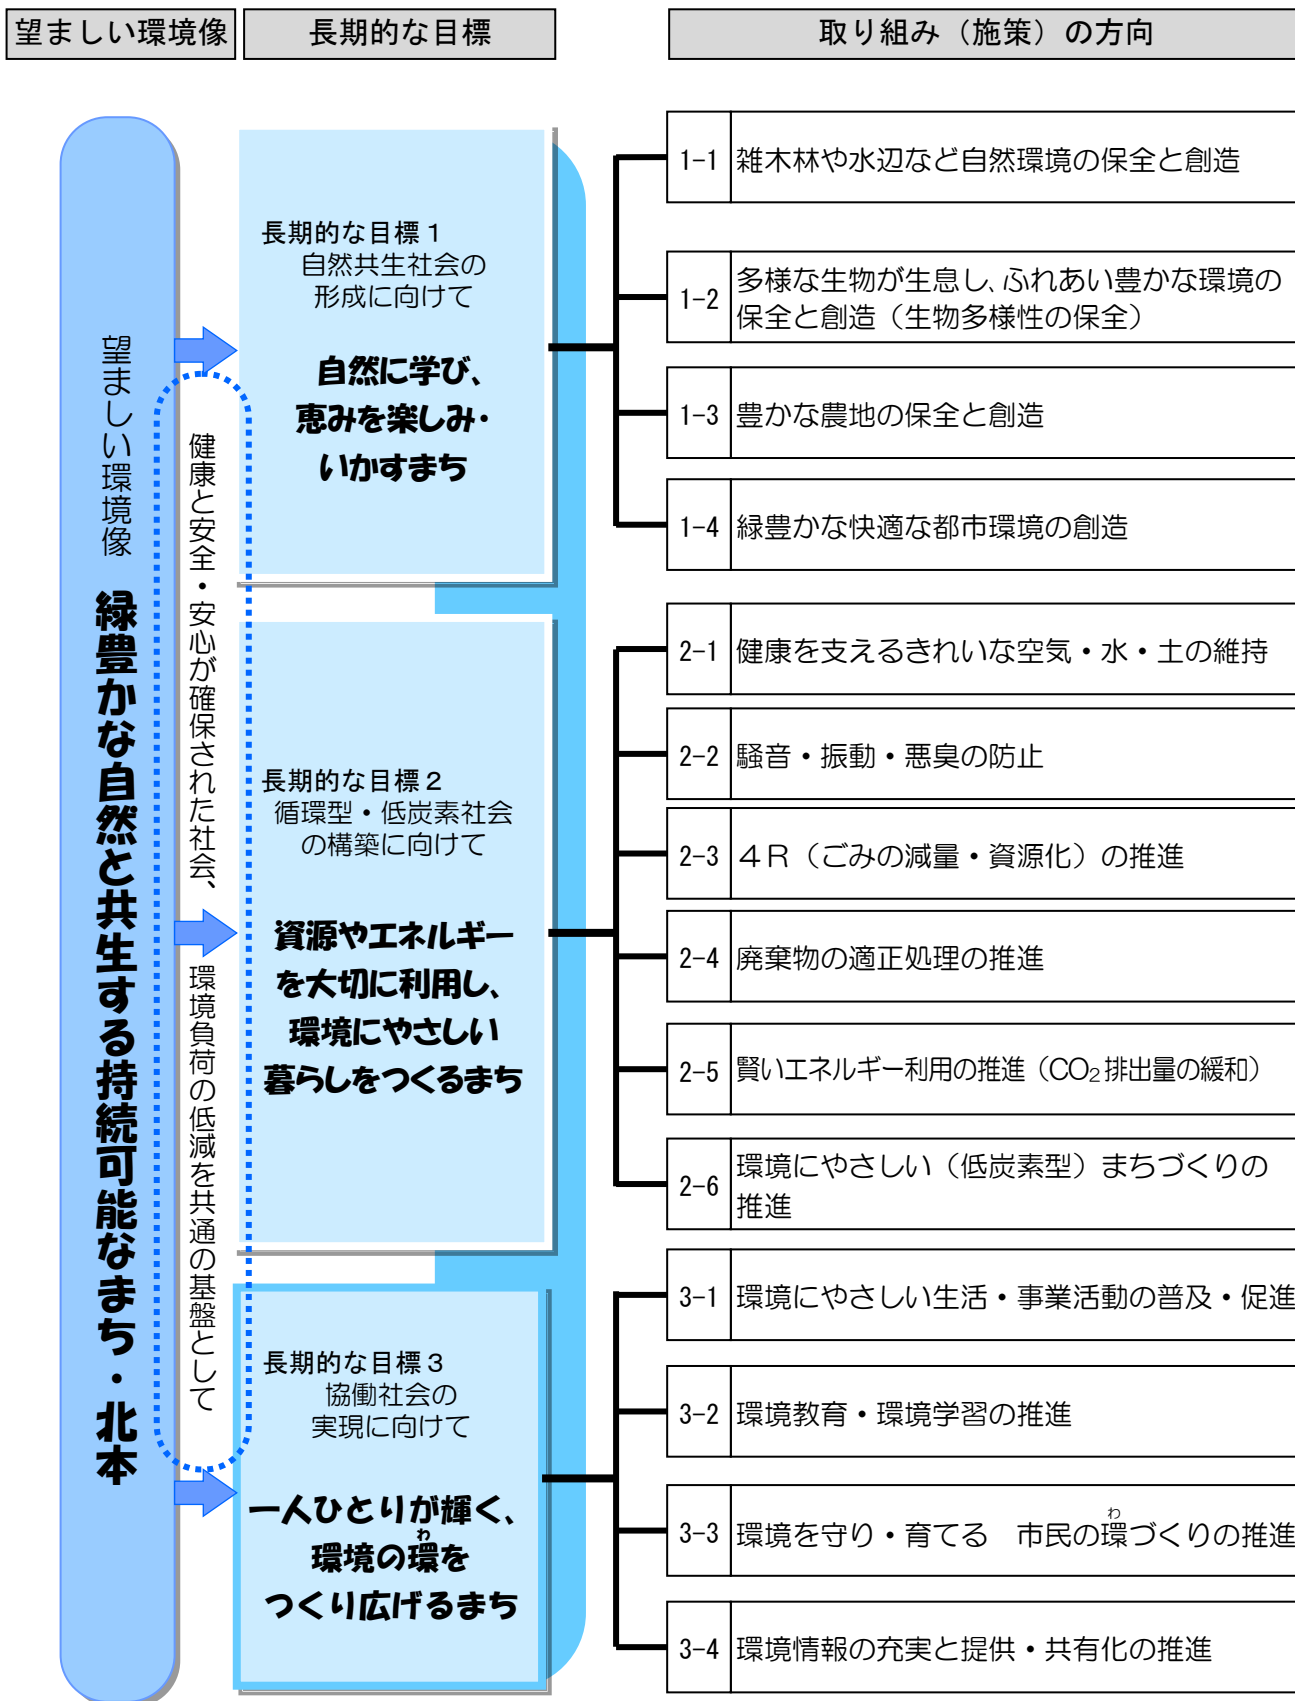 望ましい環境像
長期的な目標
取り組み（施策）の方向
望ましい環境像 緑豊かな自然と共生する持続可能なまち・北本
健康と安全・安心が確保された社会、環境負荷の低減を共通の基盤として
長期的な目標１
自然共生社会の
形成に向けて
自然に学び、
恵みを楽しみ・
いかすまち
1-1 雑木林や水辺など自然環境の保全と創造
1-2 多様な生物が生息し、ふれあい豊かな環境の
保全と創造（生物多様性の保全）
1-3 豊かな農地の保全と創造
1-4 緑豊かな快適な都市環境の創造
長期的な目標２
循環型・低炭素社会
の構築に向けて
資源やエネルギー
を大切に利用し、
環境にやさしい
暮らしをつくるまち
2-1 健康を支えるきれいな空気・水・土の維持
2-2 騒音・振動・悪臭の防止
2-3 ４Ｒ（ごみの減量・資源化）の推進
2-4 廃棄物の適正処理の推進
2-5 賢いエネルギー利用の推進（CO₂排出量の緩和）
2-6 環境にやさしい（低炭素型）まちづくりの
推進
長期的な目標３
協働社会の
実現に向けて
一人ひとりが輝く、
わ
環境の環を
つくり広げるまち
3-1 環境にやさしい生活・事業活動の普及・促進
3-2 環境教育・環境学習の推進
わ
3-3 環境を守り・育てる　市民の環づくりの推進
3-4 環境情報の充実と提供・共有化の推進